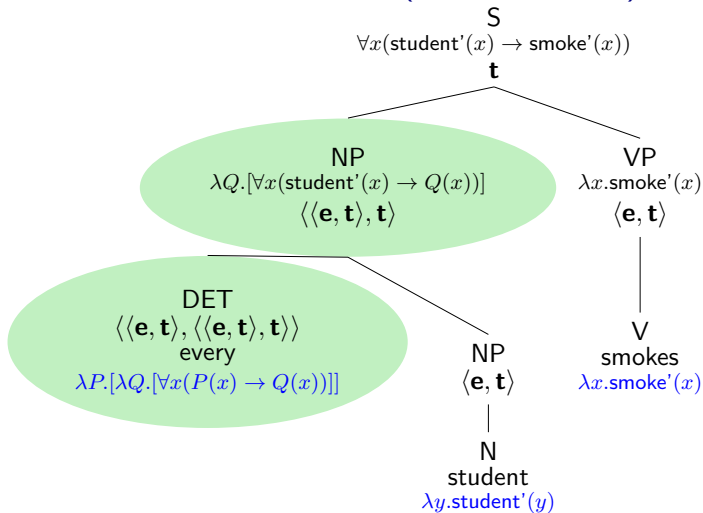 S
∀x(student'(x) → smoke'(x))
t
NP
λQ.[∀x(student'(x) → Q(x))]
⟨⟨e, t⟩, t⟩
VP
λx.smoke'(x)
⟨e, t⟩
DET
⟨⟨e, t⟩, ⟨⟨e, t⟩, t⟩⟩
every
λP.[λQ.[∀x(P(x) → Q(x))]]
NP
⟨e, t⟩
V
smokes
λx.smoke'(x)
N
student
λy.student'(y)